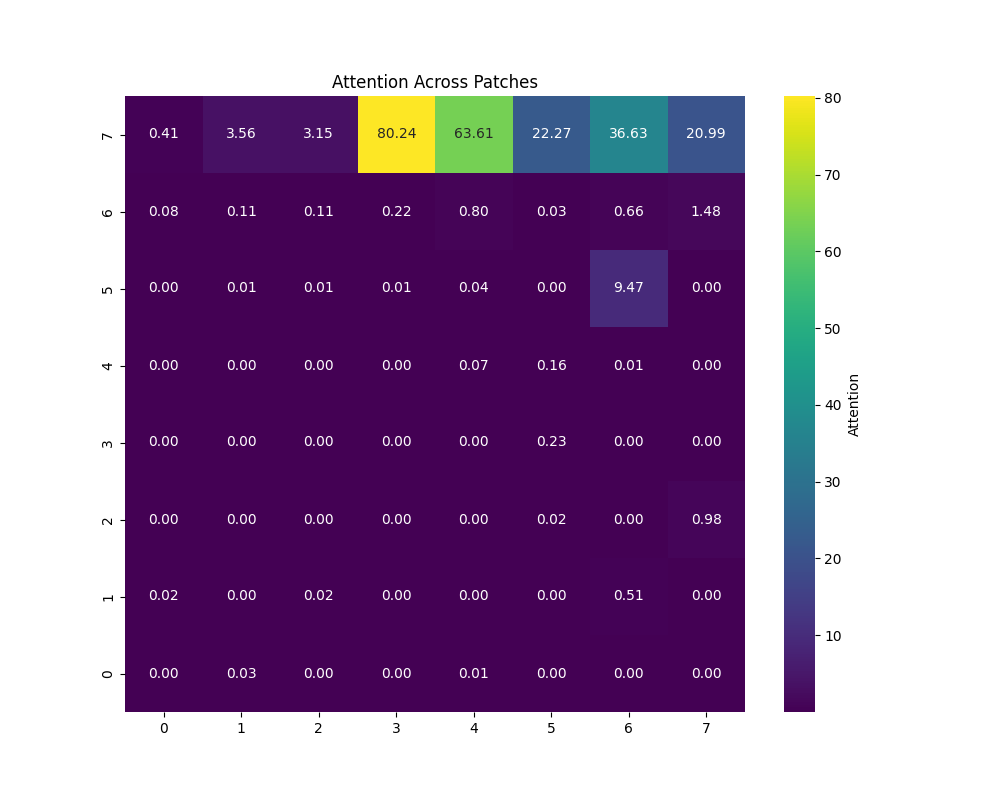 Attention Across Patches
7 0.41 3.56 3.15 80.24 63.61 22.27 36.63 20.99
6 0.08 0.11 0.11 0.22 0.80 0.03 0.66 1.48
5 0.00 0.01 0.01 0.01 0.04 0.00 9.47 0.00
4 0.00 0.00 0.00 0.00 0.07 0.16 0.01 0.00
3 0.00 0.00 0.00 0.00 0.00 0.23 0.00 0.00
2 0.00 0.00 0.00 0.00 0.00 0.02 0.00 0.98
1 0.02 0.00 0.02 0.00 0.00 0.00 0.51 0.00
0 0.00 0.03 0.00 0.00 0.01 0.00 0.00 0.00
0 1 2 3 4 5 6 7
80
70
60
50
40
30
20
10
Attention